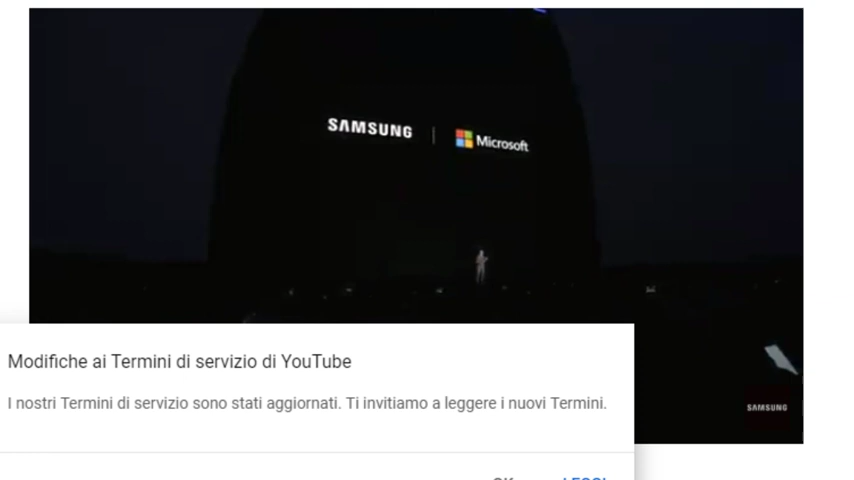 SAMSUNG | Microsoft
Modifiche ai Termini di servizio di YouTube
I nostri Termini di servizio sono stati aggiornati. Ti invitiamo a leggere i nuovi Termini.
SAMSUNG